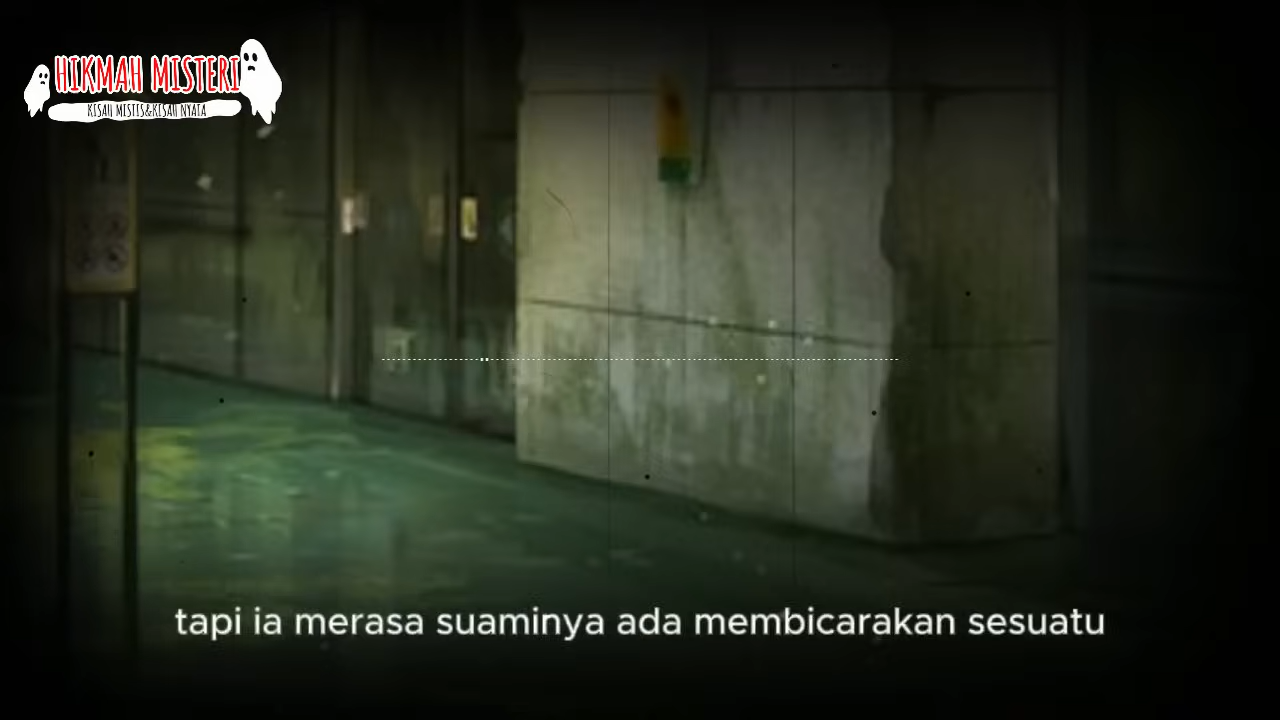 HIKMAH MISTERI
KISAH MISTIS&KISAH NYATA
tapi ia merasa suaminya ada membicarakan sesuatu